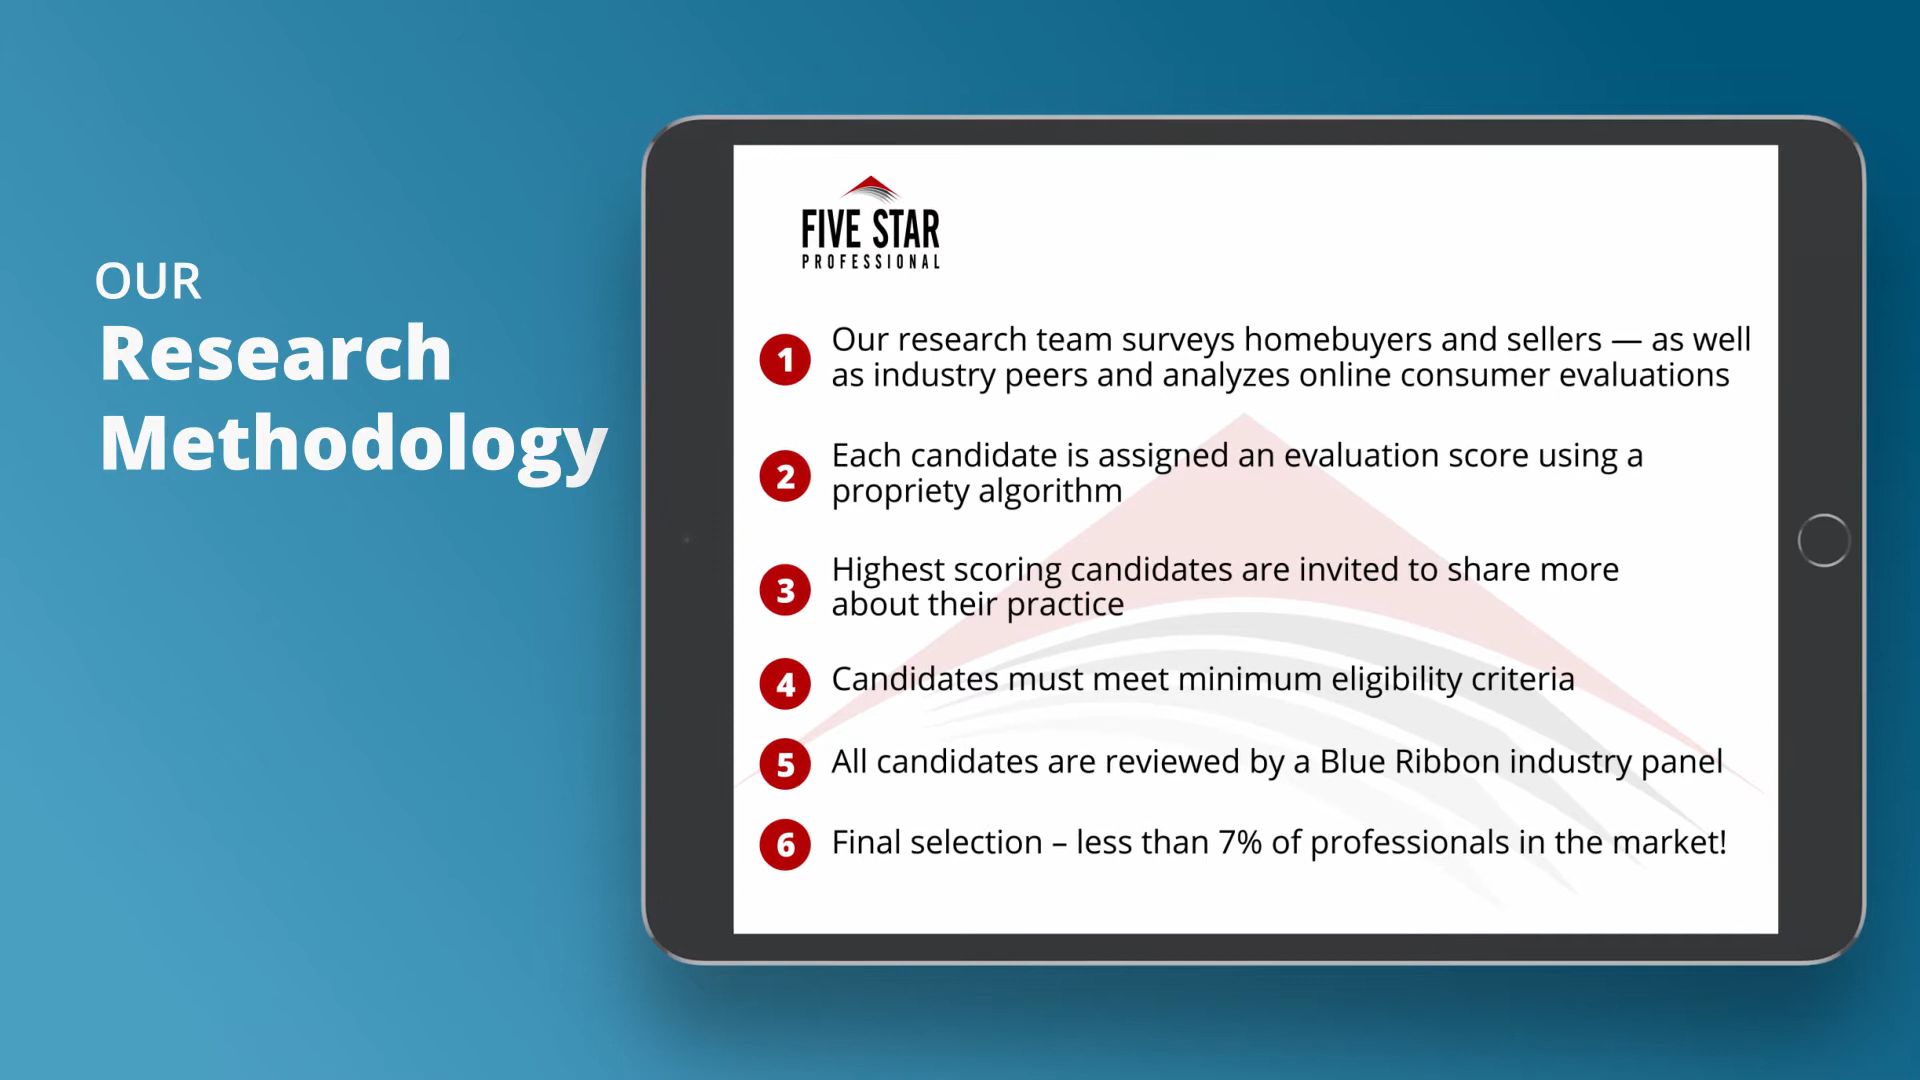 OUR
Research
Methodology
FIVE STAR
PROFESSIONAL
1 Our research team surveys homebuyers and sellers — as well
as industry peers and analyzes online consumer evaluations
2 Each candidate is assigned an evaluation score using a
propriety algorithm
3 Highest scoring candidates are invited to share more
about their practice
4 Candidates must meet minimum eligibility criteria
5 All candidates are reviewed by a Blue Ribbon industry panel
6 Final selection – less than 7% of professionals in the market!